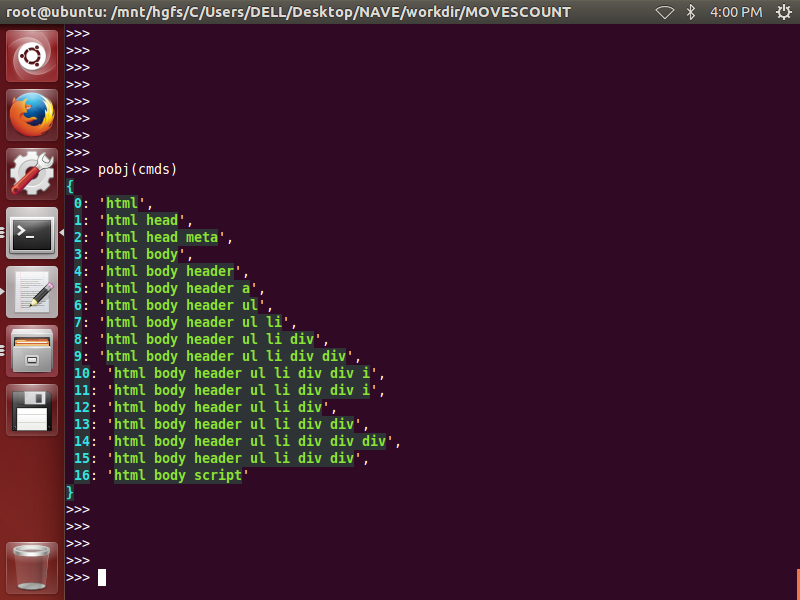 root@ubuntu: /mnt/hgfs/C/Users/DELL/Desktop/NAVE/workdir/MOVESCOUNT 4:00 PM
>>>
>>>
>>>
>>>
>>>
>>>
>>>
>>>
>>> pobj(cmds)
{
0: 'html',
1: 'html head',
2: 'html head meta',
3: 'html body',
4: 'html body header',
5: 'html body header a',
6: 'html body header ul',
7: 'html body header ul li',
8: 'html body header ul li div',
9: 'html body header ul li div div',
10: 'html body header ul li div div i',
11: 'html body header ul li div div i',
12: 'html body header ul li div',
13: 'html body header ul li div div',
14: 'html body header ul li div div div',
15: 'html body header ul li div div',
16: 'html body script'
}
>>>
>>>
>>>
>>>
>>>